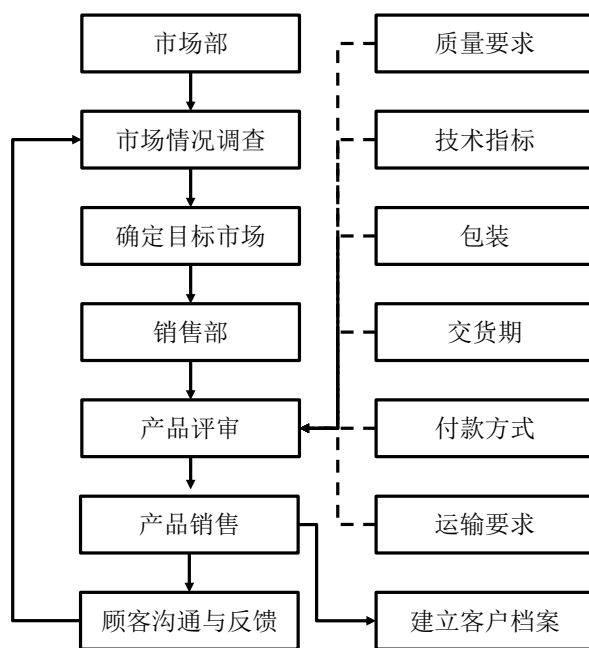 市场部
质量要求
市场情况调查
技术指标
确定目标市场
包装
销售部
交货期
产品评审
付款方式
产品销售
运输要求
顾客沟通与反馈
建立客户档案